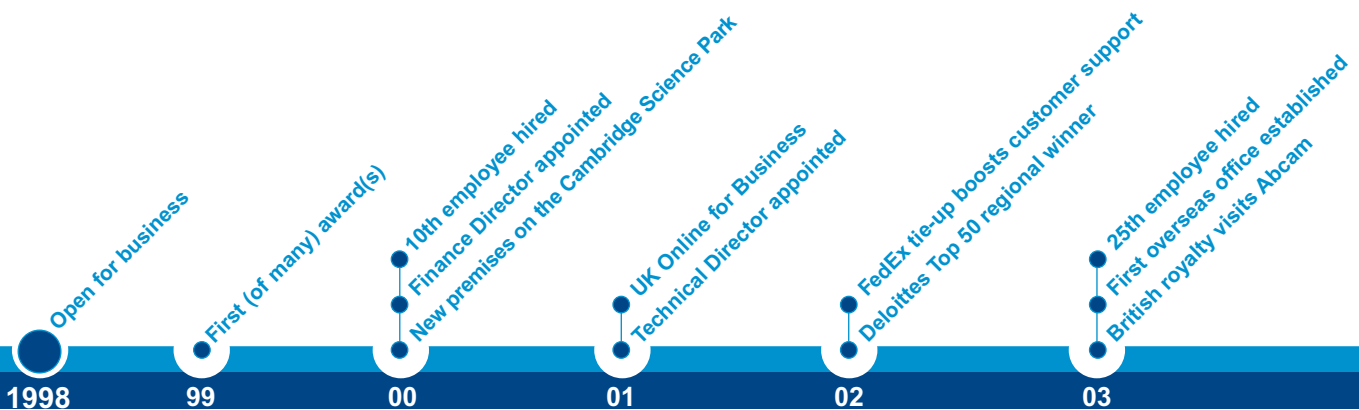 Open for business
First (of many) award(s)
10th employee hired
Finance Director appointed
New premises on the Cambridge Science Park
UK Online for Business
Technical Director appointed
FedEx tie-up boosts customer support
Deloittes Top 50 regional winner
25th employee hired
First overseas office established
British royalty visits Abcam
1998
99
00
01
02
03